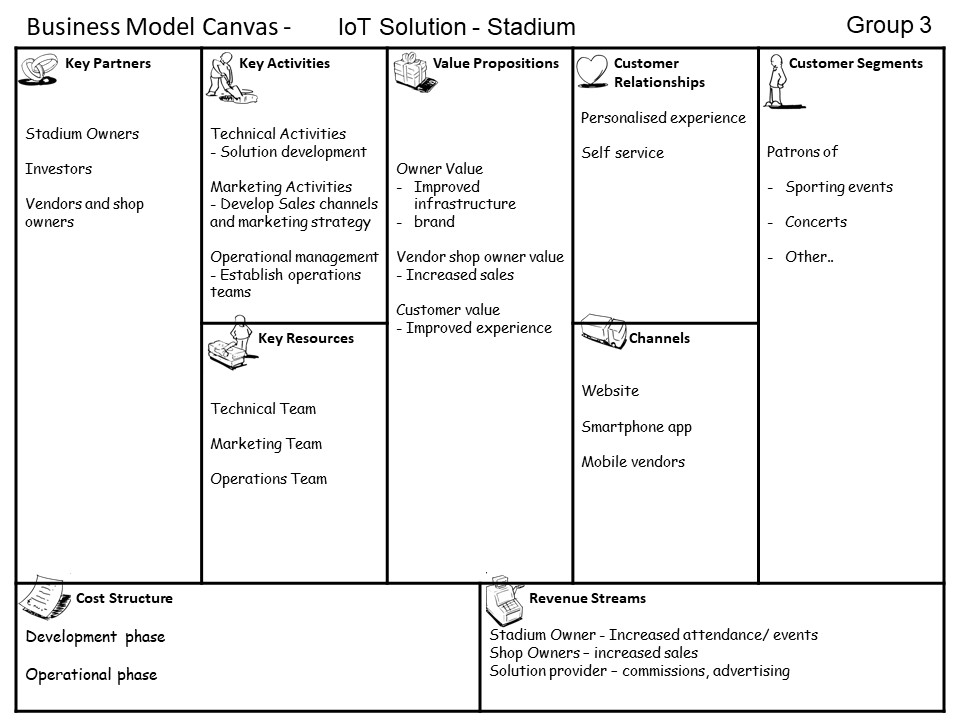 Business Model Canvas - IoT Solution - Stadium
Group 3
Key Partners
Stadium Owners
Investors
Vendors and shop
owners
Key Activities
Technical Activities
- Solution development
Marketing Activities
- Develop Sales channels
and marketing strategy
Operational management
- Establish operations
teams
Key Resources
Technical Team
Marketing Team
Operations Team
Value Propositions
Owner Value
- Improved
infrastructure
- brand
Vendor shop owner value
- Increased sales
Customer value
- Improved experience
Customer
Relationships
Personalised experience
Self service
Channels
Website
Smartphone app
Mobile vendors
Customer Segments
Patrons of
- Sporting events
- Concerts
- Other..
Cost Structure
Development phase
Operational phase
Revenue Streams
Stadium Owner - Increased attendance/ events
Shop Owners – increased sales
Solution provider – commissions, advertising